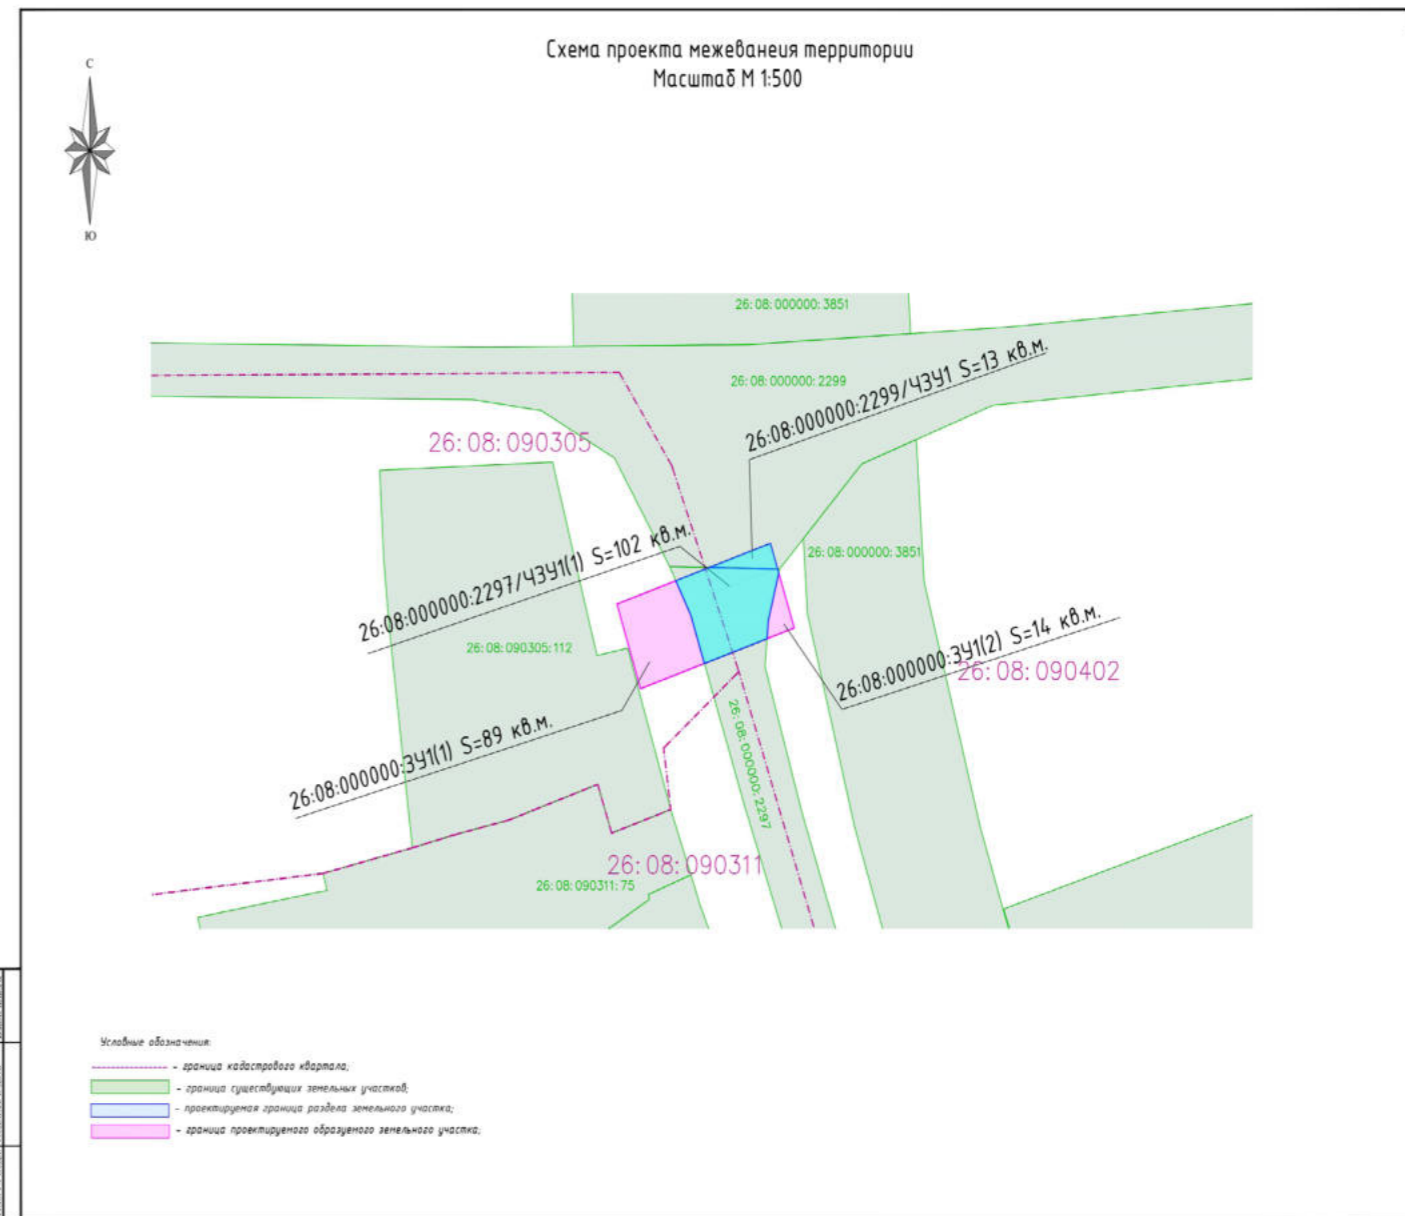 Схема проекта межеванеия территории
Масштаб М 1:500
С
Ю
26:08:000000:3851
26:08:000000:2299
26:08:000000:2299/ЧЗУ1 S=13 кв.м.
26:08:090305
26:08:000000:2297/ЧЗУ1(1) S=102 кв.м.
26:08:000000:3851
26:08:090305:112
26:08:000000:ЗУ1(2) S=14 кв.м.
26:08:090402
26:08:000000:ЗУ1(1) S=89 кв.м.
26:08:000000:2297
26:08:090311
26:08:090311:75
Условные обозначения:
- граница кадастрового квартала;
- граница существующих земельных участков;
- проектируемая граница раздела земельного участка;
- граница проектируемого образуемого земельного участка;